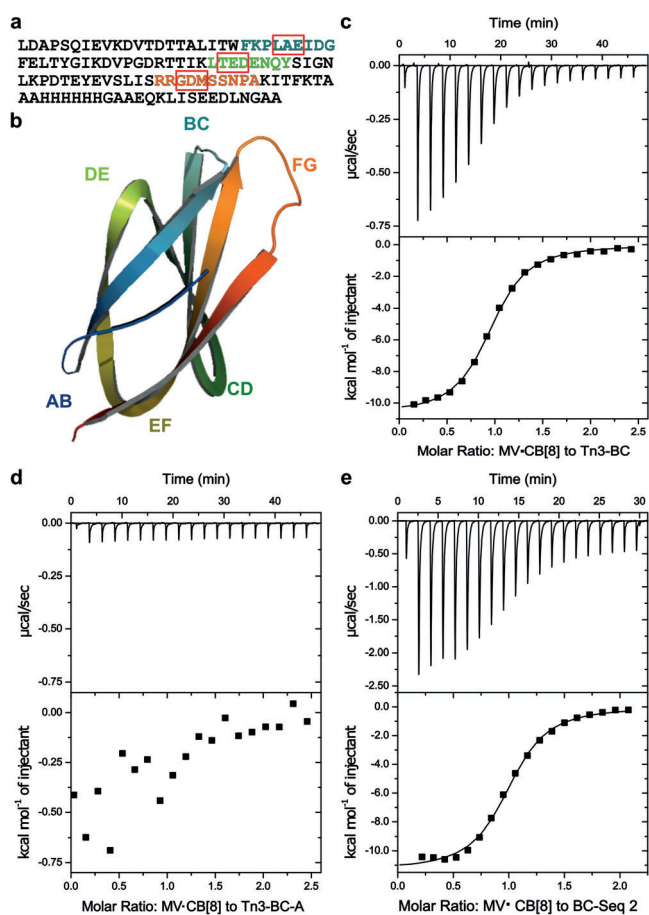 a
LDAPSQIEVKDVTDTTALITWFKPLAEIDG
FELTYGIKDVPGDRTTIKLTEDENQYSIGN
LKPDTEYEVSLISRRGDMSSNPAKITFKTA
AAHHHHHHGAAEQKLISEEDLNGAA
b
BC
DE
FG
AB
CD
EF
c
Time (min)
0 10 20 30 40
0.00
-0.25
-0.50
-0.75
µcal/sec
0.0
-2.0
-4.0
-6.0
-8.0
-10.0
kcal mol⁻¹ of injectant
0.0 0.5 1.0 1.5 2.0 2.5
Molar Ratio: MV•CB[8] to Tn3-BC
d
Time (min)
0 10 20 30 40
0.00
-0.25
-0.50
-0.75
µcal/sec
0.00
-0.25
-0.50
-0.75
kcal mol⁻¹ of injectant
0.0 0.5 1.0 1.5 2.0 2.5
Molar Ratio: MV·CB[8] to Tn3-BC-A
e
Time (min)
0 5 10 15 20 25 30
0.00
-0.50
-1.00
-1.50
-2.00
-2.50
µcal/sec
0.0
-2.0
-4.0
-6.0
-8.0
-10.0
kcal mol⁻¹ of injectant
0.0 0.5 1.0 1.5 2.0
Molar Ratio: MV• CB[8] to BC-Seq 2